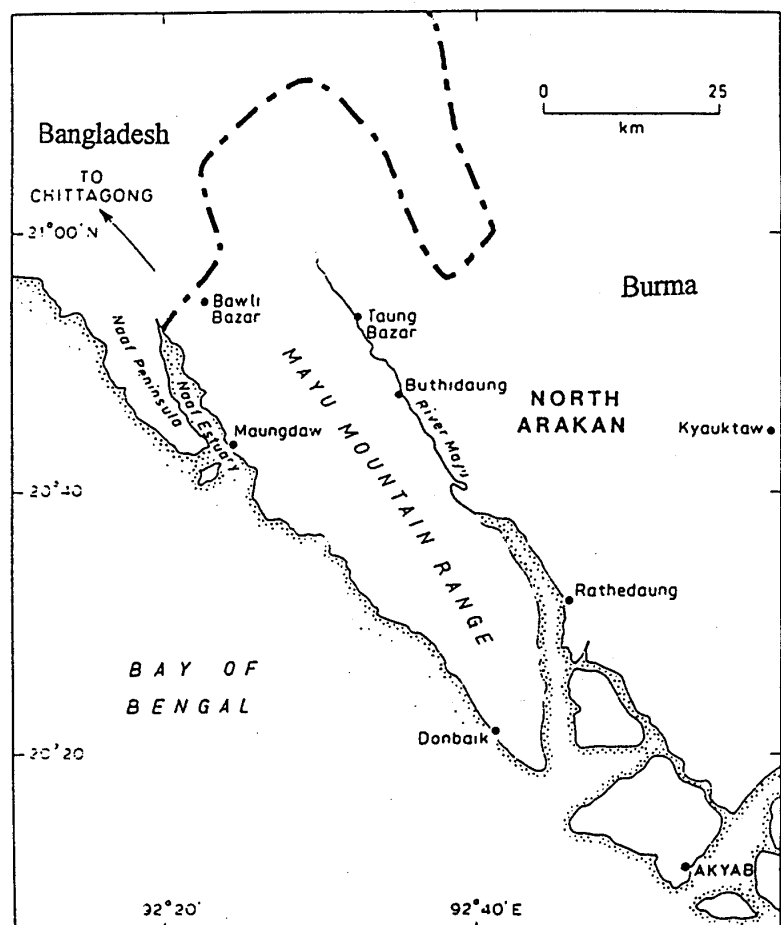 0 25
km
Bangladesh
TO
CHITTAGONG
21°00'N
Burma
Bawli
Bazar
Taung
Bazar
Naaf Peninsula
Naaf Estuary
MAYU MOUNTAIN RANGE
Buthidaung
River Mayu
NORTH
ARAKAN
Kyauktaw
Maungdaw
20°40
Rathedaung
BAY OF
BENGAL
Donbaik
20°20
AKYAB
92°20'
92°40'E